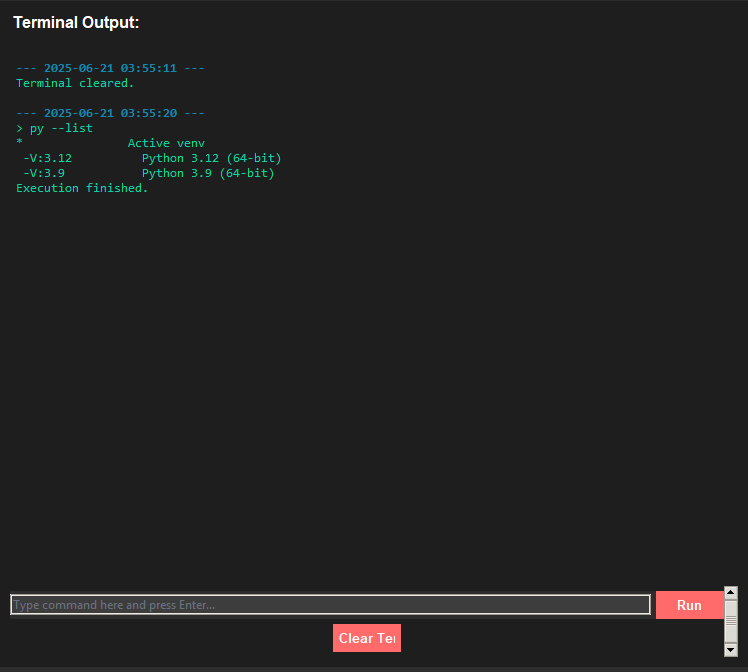 Terminal Output:
--- 2025-06-21 03:55:11 ---
Terminal cleared.
--- 2025-06-21 03:55:20 ---
> py --list
* Active venv
-V:3.12 Python 3.12 (64-bit)
-V:3.9 Python 3.9 (64-bit)
Execution finished.
Type command here and press Enter...
Run
Clear Ter